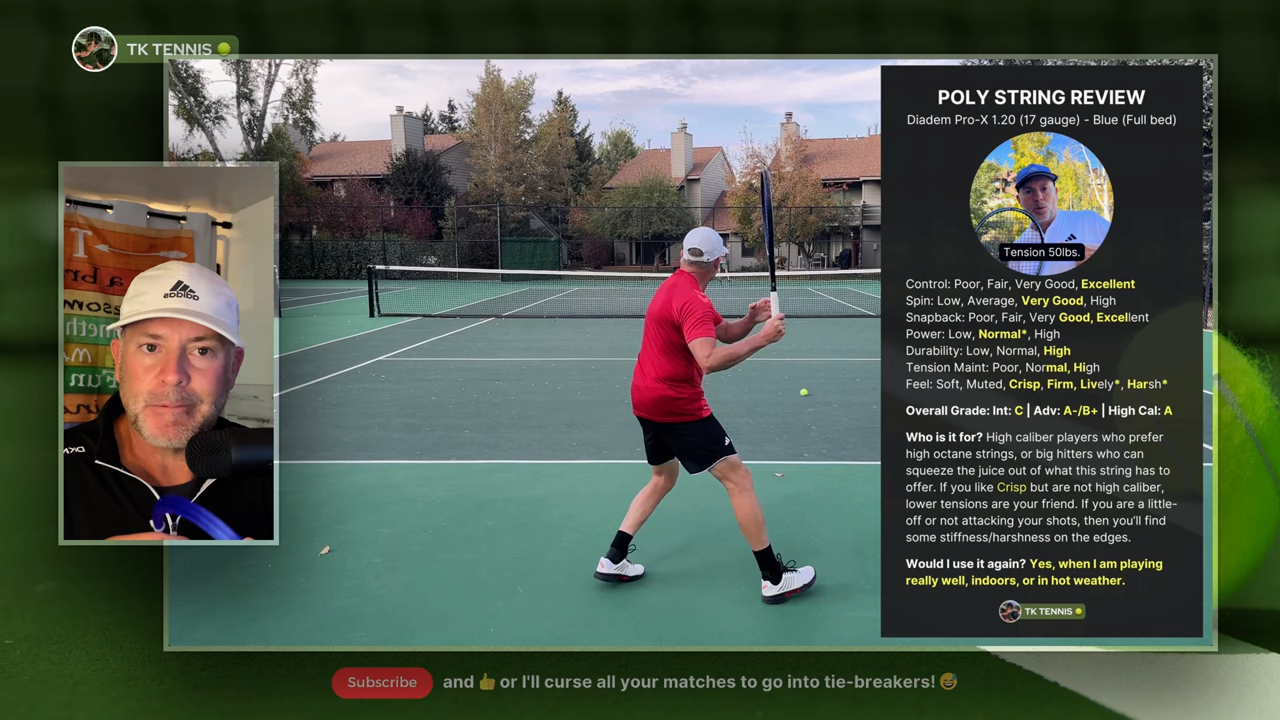 TK TENNIS
POLY STRING REVIEW
Diadem Pro-X 1.20 (17 gauge) - Blue (Full bed)
Tension 50lbs.
Control: Poor, Fair, Very Good, Excellent
Spin: Low, Average, Very Good, High
Snapback: Poor, Fair, Very Good, Excellent
Power: Low, Normal*, High
Durability: Low, Normal, High
Tension Maint: Poor, Normal, High
Feel: Soft, Muted, Crisp, Firm, Lively*, Harsh*
Overall Grade: Int: C | Adv: A-/B+ | High Cal: A
Who is it for? High caliber players who prefer
high octane strings, or big hitters who can
squeeze the juice out of what this string has to
offer. If you like Crisp but are not high caliber,
lower tensions are your friend. If you are a little-
off or not attacking your shots, then you'll find
some stiffness/harshness on the edges.
Would I use it again? Yes, when I am playing
really well, indoors, or in hot weather.
TK TENNIS
adidas
Subscribe and 👍 or I'll curse all your matches to go into tie-breakers! 😅